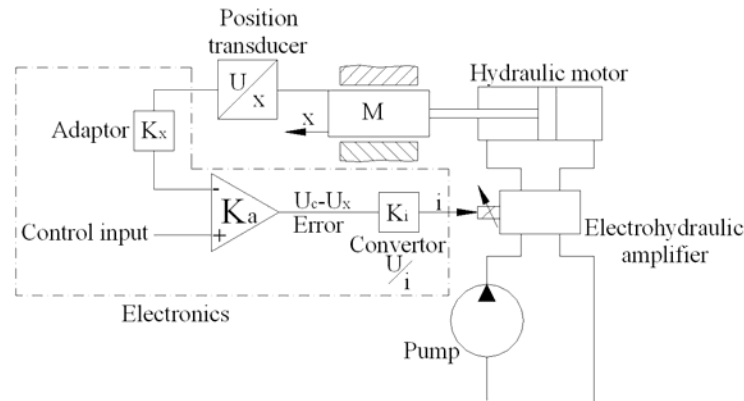 Position
transducer
Hydraulic motor
U
x
M
x
Adaptor
Kx
-
Ka
Uc-Ux
Error
Ki
i
Control input
+
Convertor
U
i
Electrohydraulic
amplifier
Electronics
Pump